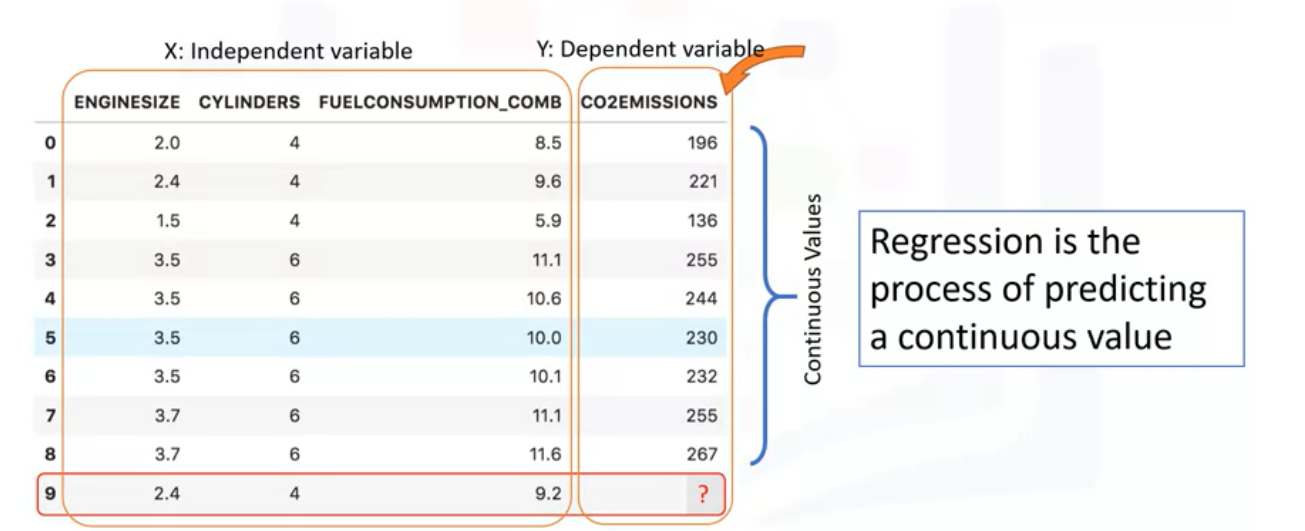 X: Independent variable
Y: Dependent variable
ENGINESIZE CYLINDERS FUELCONSUMPTION_COMB CO2EMISSIONS
0 2.0 4 8.5 196
1 2.4 4 9.6 221
2 1.5 4 5.9 136
3 3.5 6 11.1 255
4 3.5 6 10.6 244
5 3.5 6 10.0 230
6 3.5 6 10.1 232
7 3.7 6 11.1 255
8 3.7 6 11.6 267
9 2.4 4 9.2 ?
Continuous Values
Regression is the
process of predicting
a continuous value